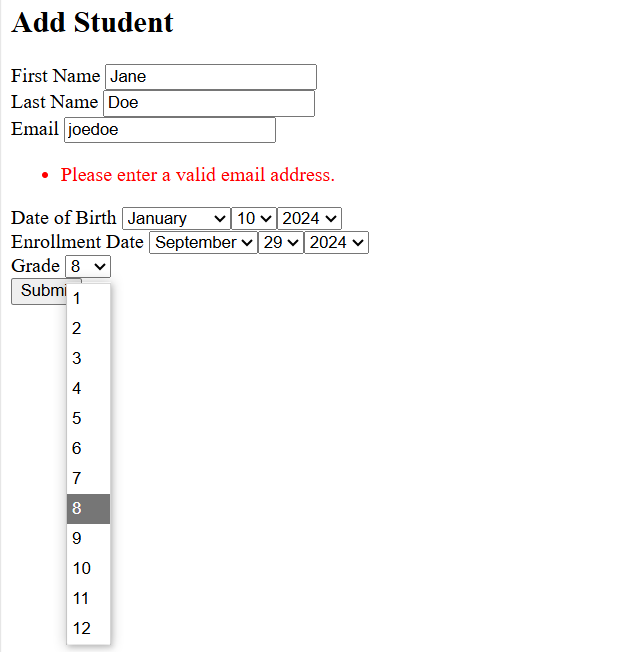 Add Student
First Name Jane
Last Name Doe
Email joedoe
Please enter a valid email address.
Date of Birth January 10 2024
Enrollment Date September 29 2024
Grade 8
Submi
1
2
3
4
5
6
7
8
9
10
11
12